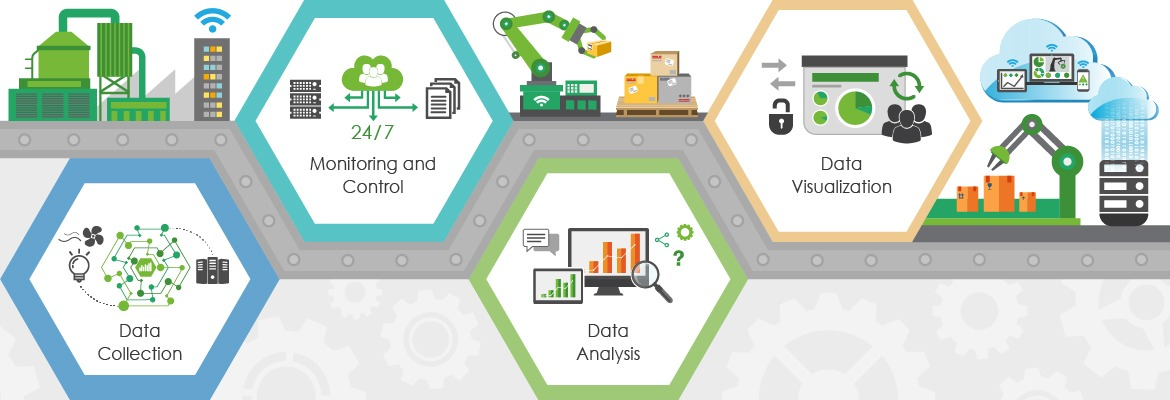 24/7
Monitoring and
Control
Data
Visualization
Data
Collection
Data
Analysis